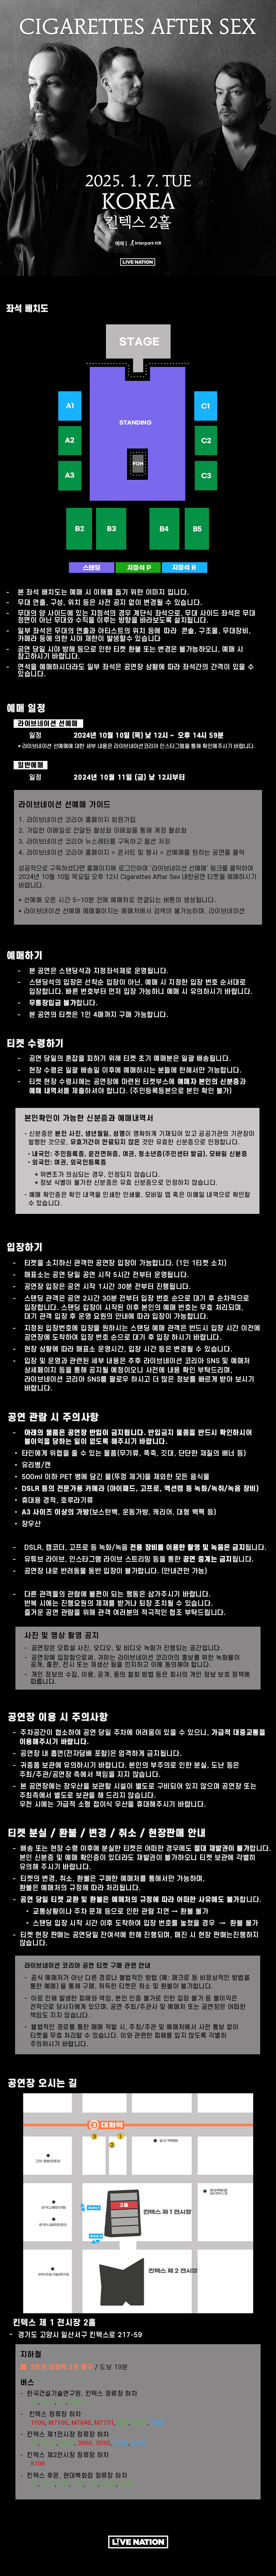 CIGARETTES AFTER SEX
2025. 1. 7. TUE
KOREA
킨텍스 2홀
예매 | interpark 티켓
LIVE NATION
좌석 배치도
STAGE
STANDING
FOH
A1
A2
A3
C1
C2
C3
B2
B3
B4
B5
스탠딩
지정석 P
지정석 R
- 본 좌석 배치도는 예매 시 이해를 돕기 위한 이미지 입니다.
- 무대 연출, 구성, 위치 등은 사전 공지 없이 변경될 수 있습니다.
- 무대의 양 사이드에 있는 지정석의 경우 계단식 좌석으로, 무대 사이드 좌석은 무대
정면이 아닌 무대와 수직을 이루는 방향을 바라보도록 설치됩니다.
- 일부 좌석은 무대의 연출과 아티스트의 위치 등에 따라 콘솔, 구조물, 무대장비,
카메라 등에 의한 시야 제한이 발생할수 있습니다
- 공연 당일 시야 방해 등으로 인한 티켓 환불 또는 변경은 불가능하오니, 예매 시
참고하시기 바랍니다.
- 연석을 예매하시더라도 일부 좌석은 공연장 상황에 따라 좌석간의 간격이 있을 수
있습니다.
예매 일정
라이브네이션 선예매
일정 2024년 10월 10일 (목) 낮 12시 - 오후 14시 59분
* 라이브네이션 선예매에 대한 세부 내용은 라이브네이션코리아 인스타그램을 통해 확인해주시기 바랍니다.
일반예매
일정 2024년 10월 11일 (금) 낮 12시부터
라이브네이션 선예매 가이드
1. 라이브네이션 코리아 홈페이지 회원가입
2. 가입한 이메일로 전달된 활성화 이메일을 통해 계정 활성화
3. 라이브네이션 코리아 뉴스레터를 구독하고 옵션 저장
4. 라이브네이션 코리아 홈페이지 > 콘서트 및 행사 > 선예매를 원하는 공연을 클릭
성공적으로 구독하셨다면 홈페이지에 로그인하여 '라이브네이션 선예매' 링크를 클릭하여
2024년 10월 10일 목요일 오후 12시 Cigarettes After Sex 내한공연 티켓을 예매하시기
바랍니다.
* 선예매 오픈 시간 5-10분 전에 예매처로 연결되는 버튼이 생성됩니다.
* 라이브네이션 선예매 예매페이지는 예매처에서 검색이 불가능하며, 라이브네이션
예매하기
- 본 공연은 스탠딩석과 지정좌석제로 운영됩니다.
- 스탠딩석의 입장은 선착순 입장이 아닌, 예매 시 지정한 입장 번호 순서대로
입장합니다. 빠른 번호부터 먼저 입장 가능하니 예매 시 유의하시기 바랍니다.
- 무통장입금 불가합니다.
- 본 공연의 티켓은 1인 4매까지 구매 가능합니다.
티켓 수령하기
- 공연 당일의 혼잡를 피하기 위해 티켓 초기 예매분은 일괄 배송됩니다.
- 현장 수령은 일괄 배송일 이후에 예매하시는 분들에 한해서만 가능합니다.
- 티켓 현장 수령시에는 공연장에 마련된 티켓부스에 예매자 본인의 신분증과
예매 내역서를 제출하셔야 합니다. (주민등록등본으로 본인 확인 불가)
본인확인이 가능한 신분증과 예매내역서
- 신분증은 본인 사진, 생년월일, 성명이 명확하게 기재되어 있고 공공기관의 기관장이
발행한 것으로, 유효기간이 만료되지 않은 것만 유효한 신분증으로 인정합니다.
• 내국인: 주민등록증, 운전면허증, 여권, 청소년증(주민센터 발급), 모바일 신분증
• 외국인: 여권, 외국인등록증
* 위변조가 의심되는 경우, 인정되지 않습니다.
* 정보 식별이 불가한 신분증은 유효 신분증으로 인정하지 않습니다.
- 예매 확인증은 확인 내역을 인쇄한 인쇄물, 모바일 앱 혹은 이메일 내역으로 확인할
수 있습니다.
입장하기
- 티켓을 소지하신 관객만이 공연장 입장이 가능합니다. (1인 1티켓 소지)
- 매표소는 공연 당일 공연 시작 5시간 전부터 운영됩니다.
- 공연장 입장은 공연 시작 1시간 30분 전부터 진행됩니다.
- 스탠딩 관객은 공연 2시간 30분 전부터 입장 번호 순으로 대기 후 순차적으로
입장합니다. 스탠딩 입장이 시작된 이후 본인의 예매 번호는 무효 처리되며,
대기 관객 입장 후 운영 요원의 안내에 따라 입장이 가능합니다.
- 지정된 입장번호에 입장을 원하시는 스탠딩 예매 관객은 반드시 입장 시간 이전에
공연장에 도착하여 입장 번호 순으로 대기 후 입장 하시기 바랍니다.
- 현장 상황에 따라 매표소 운영시간, 입장 시간 등은 변경될 수 있습니다.
- 입장 및 운영과 관련된 세부 내용은 추후 라이브네이션 코리아 SNS 및 예매처
상세페이지 등을 통해 공지될 예정이오니 사전에 내용 확인 부탁드리며,
라이브네이션 코리아 SNS를 팔로우 하시고 더 많은 정보를 빠르게 받아 보시기
바랍니다.
공연 관람 시 주의사항
- 아래의 물품은 공연장 반입이 금지됩니다. 반입금지 물품을 반드시 확인하시어
불이익을 당하는 일이 없도록 해주시기 바랍니다.
• 타인에게 위협을 줄 수 있는 물품(무기류, 폭죽, 깃대, 단단한 재질의 배너 등)
• 유리병/캔
• 500ml 이하 PET 병에 담긴 물(뚜껑 제거)을 제외한 모든 음식물
• DSLR 등의 전문가용 카메라 (아이패드, 고프로, 액션캠 등 녹화/녹취/녹음 장비)
• 휴대용 경적, 호루라기류
• A3 사이즈 이상의 가방(보스턴백, 운동가방, 캐리어, 대형 백팩 등)
• 장우산
- DSLR, 캠코더, 고프로 등 녹화/녹음 전용 장비를 이용한 촬영 및 녹음은 금지됩니다.
- 유튜브 라이브, 인스타그램 라이브 스트리밍 등을 통한 공연 중계는 금지됩니다.
- 공연장 내로 반려동물 동반 입장이 불가합니다. (안내견만 가능)
- 다른 관객들의 관람에 불편이 되는 행동은 삼가주시기 바랍니다.
반복 시에는 진행요원의 제재를 받거나 퇴장 조치될 수 있습니다.
즐거운 공연 관람을 위해 관객 여러분의 적극적인 협조 부탁드립니다.
사진 및 영상 촬영 공지
- 공연장은 오피셜 사진, 오디오, 및 비디오 녹화가 진행되는 공간입니다.
- 공연장에 입장함으로써, 귀하는 라이브네이션 코리아의 홍보를 위한 녹화물이
공개, 출판, 전시 또는 재생산 됨을 인지하고 이에 동의해야 합니다.
- 개인 정보의 수집, 이용, 공개, 동의 철회 방법 등은 회사의 개인 정보 보호 정책에
따릅니다.
공연장 이용 시 주의사항
- 주차공간이 협소하여 공연 당일 주차에 어려움이 있을 수 있으니, 가급적 대중교통을
이용해주시기 바랍니다.
- 공연장 내 흡연(전자담배 포함)은 엄격하게 금지됩니다.
- 귀중품 보관에 유의하시기 바랍니다. 본인의 부주의로 인한 분실, 도난 등은
주최/주관/공연장 측에서 책임을 지지 않습니다.
- 본 공연장에는 장우산을 보관할 시설이 별도로 구비되어 있지 않으며 공연장 또는
주최측에서 별도로 보관을 해 드리지 않습니다.
우천 시에는 가급적 소형 접이식 우산을 휴대해주시기 바랍니다.
티켓 분실 / 환불 / 변경 / 취소 / 현장판매 안내
- 배송 또는 현장 수령 이후에 분실한 티켓은 어떠한 경우에도 절대 재발권이 불가합니다.
본인 신분증 및 예매 확인증이 있더라도 재발권이 불가하오니 티켓 보관에 각별히
유의해 주시기 바랍니다.
- 티켓의 변경, 취소, 환불은 구매한 예매처를 통해서만 가능하며,
환불은 예매처의 규정에 따라 처리됩니다.
- 공연 당일 티켓 교환 및 환불은 예매처의 규정에 따라 어떠한 사유에도 불가합니다.
• 교통상황이나 주차 문제 등으로 인한 관람 지연 → 환불 불가
• 스탠딩 입장 시작 시간 이후 도착하여 입장 번호를 놓쳤을 경우 → 환불 불가
- 티켓 현장 판매는 공연당일 잔여석에 한해 진행되며, 매진 시 현장 판매는진행하지
않습니다.
라이브네이션 코리아 공연 티켓 구매 관련 안내
- 공식 예매처가 아닌 다른 경로나 불법적인 방법 (예: 매크로 등 비정상적인 방법을
통한 예매) 을 통해 구매, 취득한 티켓은 취소 및 환불이 불가합니다.
- 이로 인해 발생한 피해와 책임, 본인 인증 불가로 인한 입장 불가 등 불이익은
전적으로 당사자에게 있으며, 공연 주최/주관사 및 예매처 또는 공연장은 어떠한
책임도 지지 않습니다.
- 불법적인 경로를 통한 매매 적발 시, 주최/주관 및 예매처에서 사전 통보 없이
티켓을 무효 처리할 수 있습니다. 이와 관련한 피해를 입지 않도록 각별히
주의하시기 바랍니다.
공연장 오시는 길
3 대화역
2홀
킨텍스 제 1 전시장
킨텍스 제 2 전시장
킨텍스 제 1 전시장 2홀
- 경기도 고양시 일산서구 킨텍스로 217-59
지하철
/ 도보 19분
버스
- 한국건설기술연구원, 킨텍스 정류장 하차
- 킨텍스 정류장 하차
1100, M7106, M7646, M7731,
- 킨텍스 제1전시장 정류장 하차
3000, 3030,
- 킨텍스 제2전시장 정류장 하차
8109
- 킨텍스 후문, 현대백화점 정류장 하차
LIVE NATION